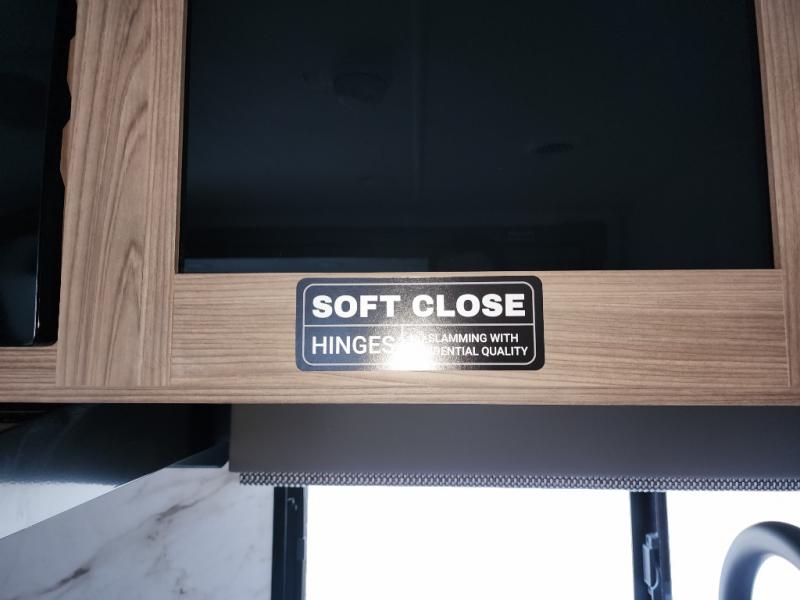 SOFT CLOSE
HINGES
SLAMMING WITH
QUALITY